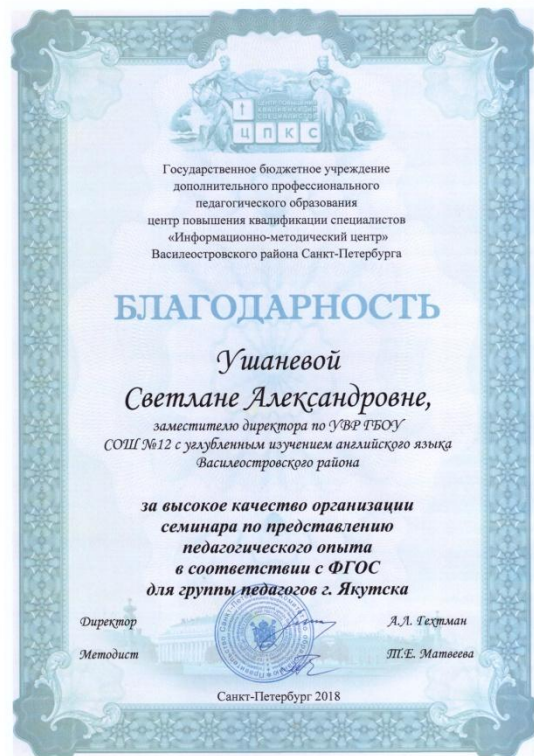 ЦПКС
Государственное бюджетное учреждение
дополнительного профессионального
педагогического образования
центр повышения квалификации специалистов
«Информационно-методический центр»
Василеостровского района Санкт-Петербурга
БЛАГОДАРНОСТЬ
Ушаневой
Светлане Александровне,
заместителю директора по УВР ГБОУ
СОШ №12 с углубленным изучением английского языка
Василеостровского района
за высокое качество организации
семинара по представлению
педагогического опыта
в соответствии с ФГОС
для группы педагогов г. Якутска
Директор А.Л. Гехтман
Методист Т.Е. Матвеева
Санкт-Петербург 2018